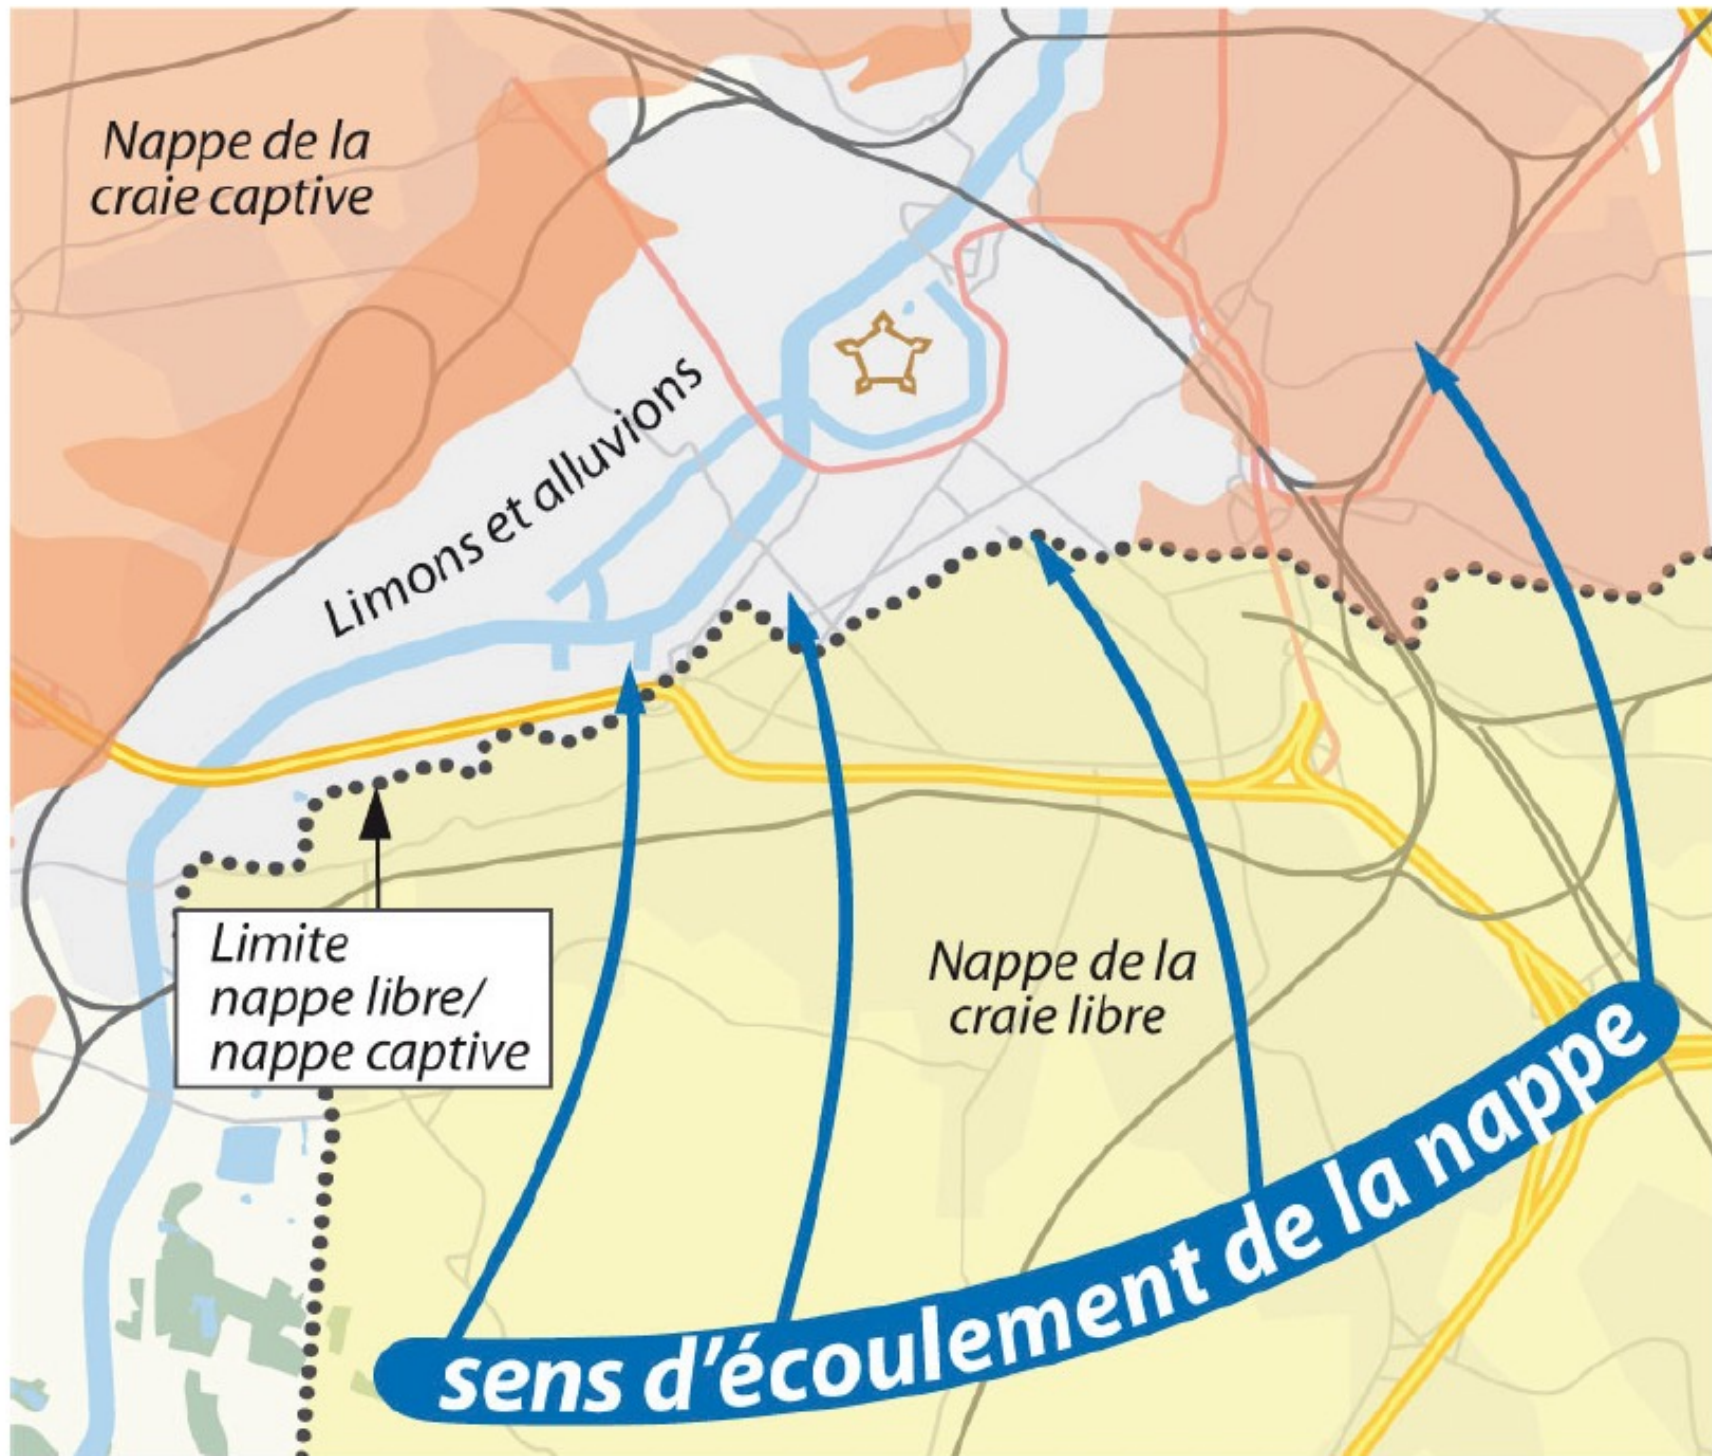 Nappe de la
craie captive
Limons et alluvions
Limite
nappe libre/
nappe captive
Nappe de la
craie libre
sens d’écoulement de la nappe